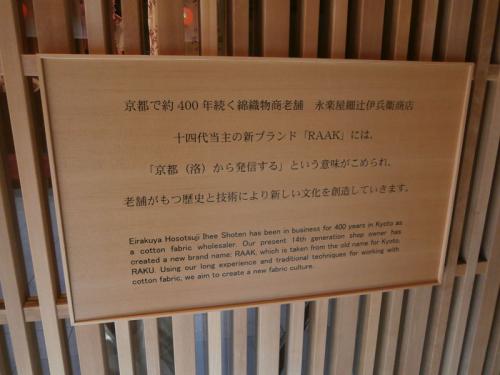 京都で約400年続く綿織物商老舗　永楽屋細辻伊兵衛商店
十四代当主の新ブランド「RAAK」には、
「京都（洛）から発信する」という意味がこめられ、
老舗がもつ歴史と技術により新しい文化を創造していきます。
Eirakuya Hosotsuji Ihee Shoten has been in business for 400 years in Kyoto as
a cotton fabric wholesaler. Our present 14th generation shop owner has
created a new brand name: RAAK, which is taken from the old name for Kyoto,
RAKU. Using our long experience and traditional techniques for working with
cotton fabric, we aim to create a new fabric culture.